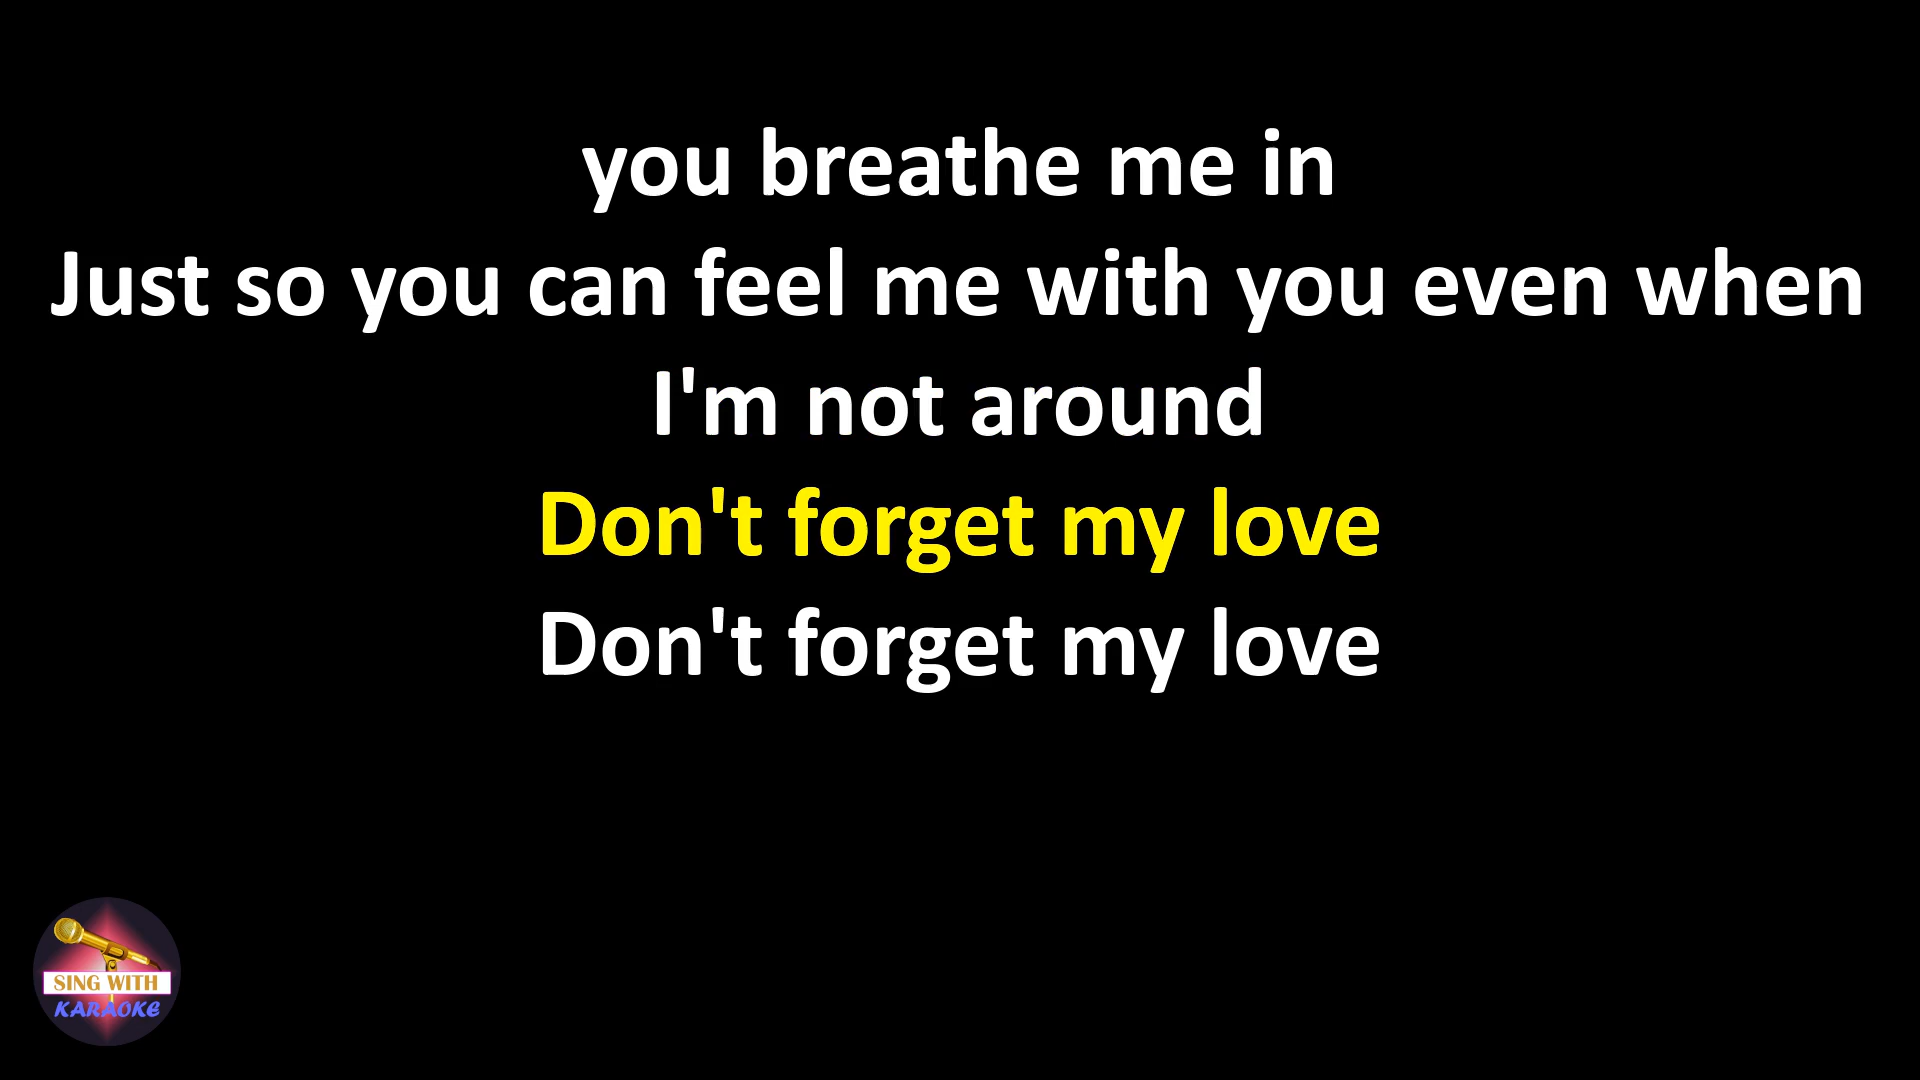 you breathe me in
Just so you can feel me with you even when
I'm not around
Don't forget my love
Don't forget my love
SING WITH
KARAOKE